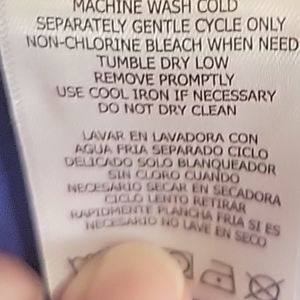 MACHINE WASH COLD
SEPARATELY GENTLE CYCLE ONLY
NON-CHLORINE BLEACH WHEN NEED
TUMBLE DRY LOW
REMOVE PROMPTLY
USE COOL IRON IF NECESSARY
DO NOT DRY CLEAN
LAVAR EN LAVADORA CON
AGUA FRIA SEPARADO CICLO
DELICADO SOLO BLANQUEADOR
SIN CLORO CUANDO
NECESARIO SECAR EN SECADORA
CICLO LENTO RETIRAR
RAPIDMENTE PLANCHA FRIA SI ES
NECESARIO NO LAVE EN SECO